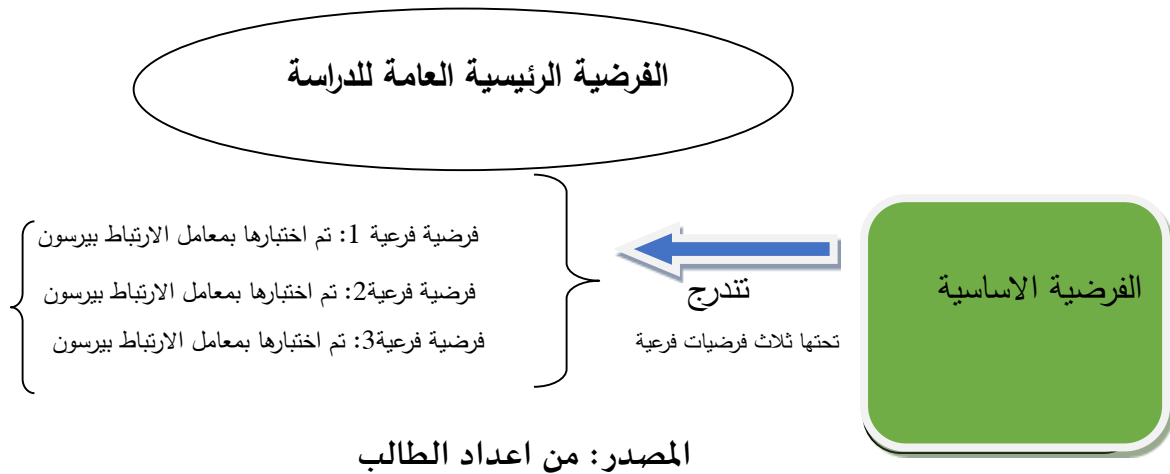 الفرضية الرئيسية العامة للدراسة
الفرضية الاساسية
تندرج
تحتها ثلاث فرضيات فرعية
فرضية فرعية 1: تم اختبارها بمعامل الارتباط بيرسون
فرضية فرعية2: تم اختبارها بمعامل الارتباط بيرسون
فرضية فرعية3: تم اختبارها بمعامل الارتباط بيرسون
المصدر: من اعداد الطالب